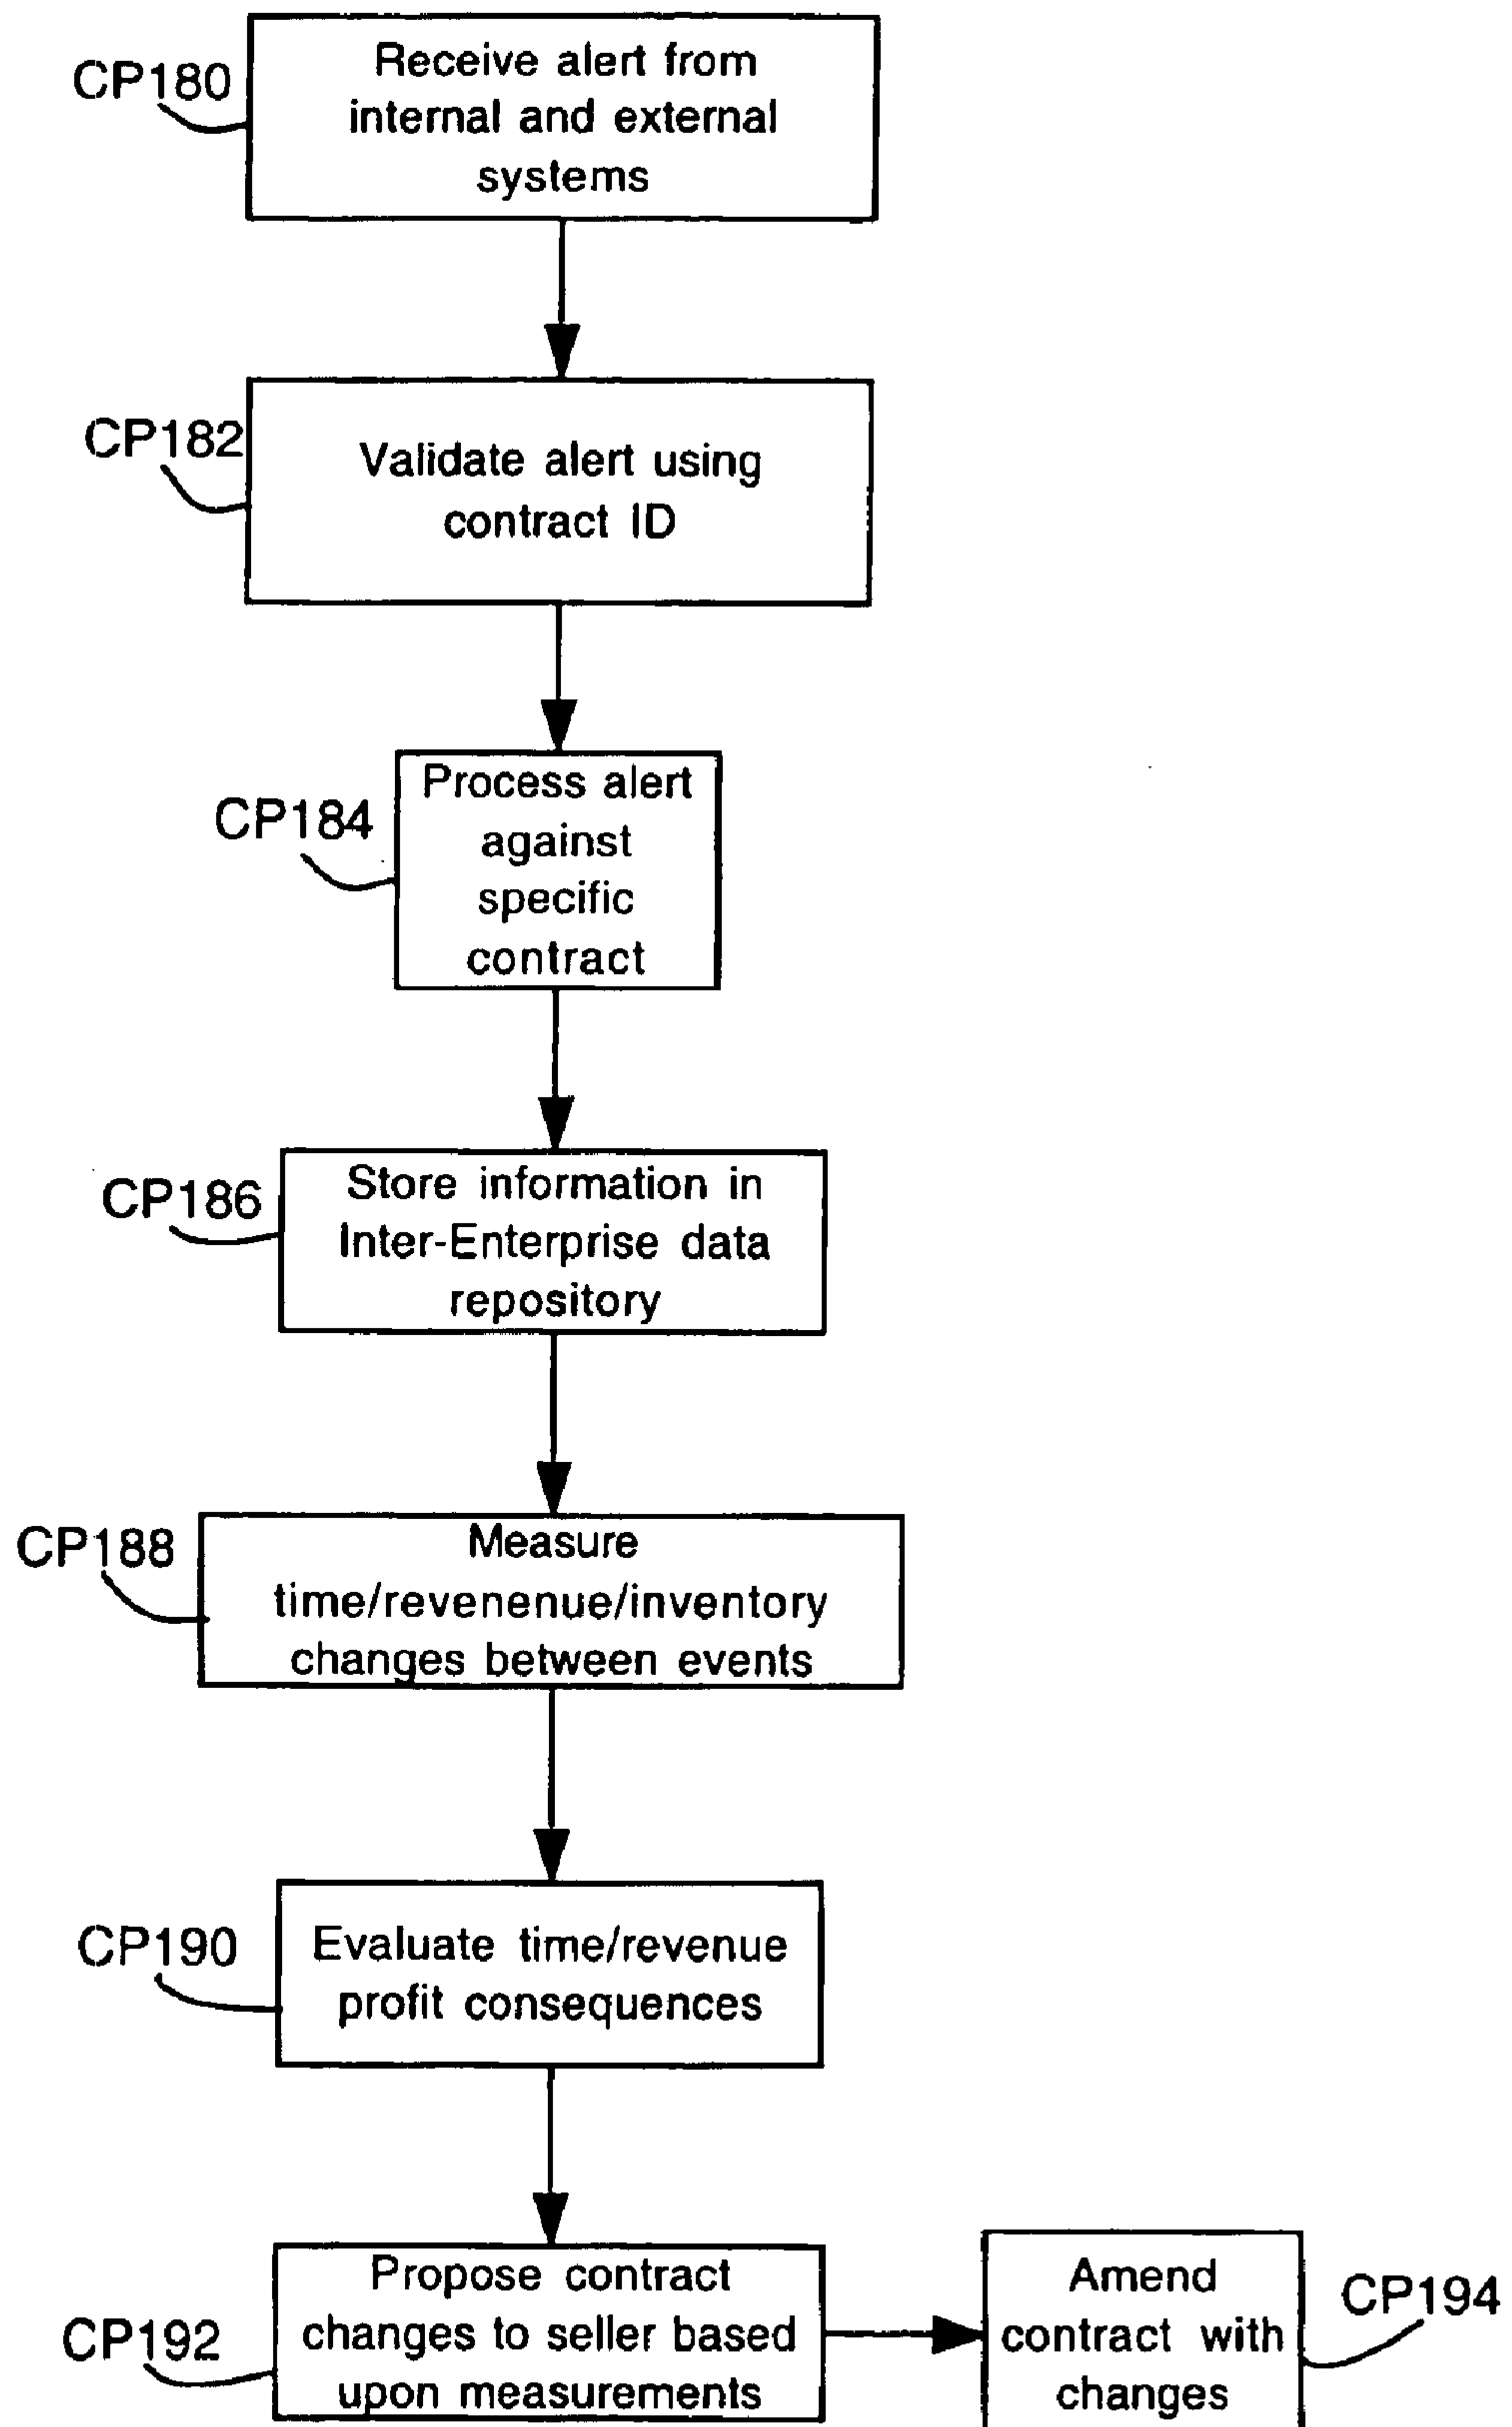 CP180
Receive alert from
internal and external
systems
CP182
Validate alert using
contract ID
CP184
Process alert
against
specific
contract
CP186
Store information in
Inter-Enterprise data
repository
CP188
Measure
time/revenenue/inventory
changes between events
CP190
Evaluate time/revenue
profit consequences
CP192
Propose contract
changes to seller based
upon measurements
Amend
contract with
changes
CP194